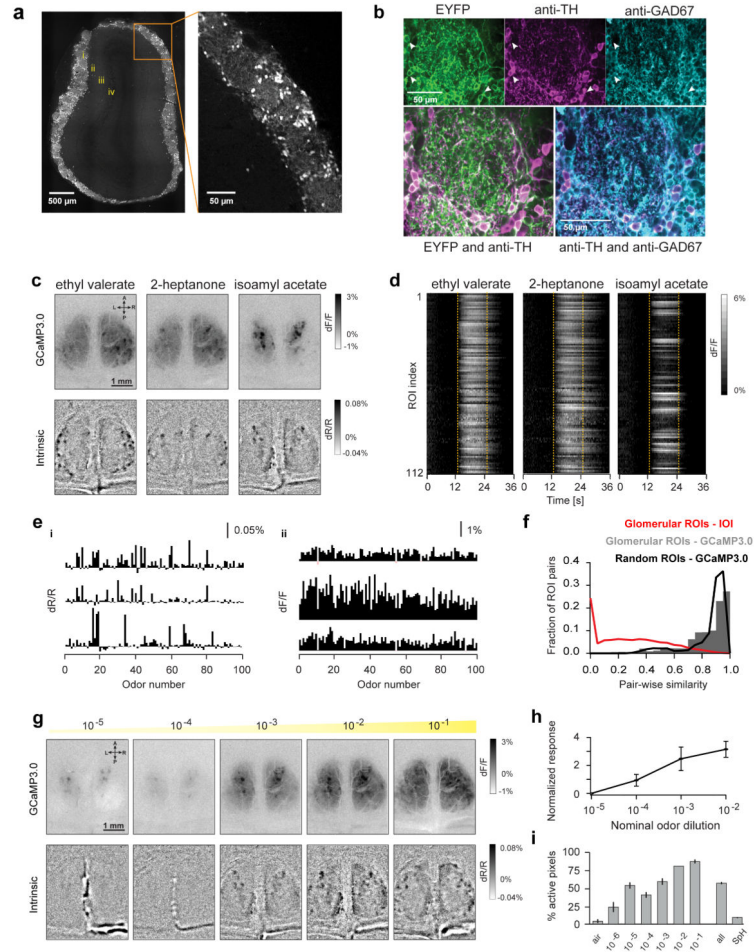 a
i
ii
iii
iv
500 µm
50 µm
b
EYFP
anti-TH
anti-GAD67
50 µm
50 µm
EYFP and anti-TH
anti-TH and anti-GAD67
c
ethyl valerate
2-heptanone
isoamyl acetate
GCaMP3.0
A
L
R
P
1 mm
3%
0%
-1%
dF/F
Intrinsic
0.08%
0%
-0.04%
dR/R
d
ethyl valerate
2-heptanone
isoamyl acetate
1
ROI index
112
0 12 24 36
0 12 24 36
0 12 24 36
Time [s]
6%
0%
dF/F
e
i
0.05%
dR/R
0 20 40 60 80 100
Odor number
ii
1%
dF/F
0 20 40 60 80 100
Odor number
f
Glomerular ROIs - IOI
Glomerular ROIs - GCaMP3.0
Random ROIs - GCaMP3.0
Fraction of ROI pairs
0.4
0.3
0.2
0.1
0.0
0.0 0.2 0.4 0.6 0.8 1.0
Pair-wise similarity
g
10-5
10-4
10-3
10-2
10-1
GCaMP3.0
A
L
R
P
1 mm
3%
0%
-1%
dF/F
Intrinsic
0.08%
0%
-0.04%
dR/R
h
Normalized response
4
2
0
10-5 10-4 10-3 10-2
Nominal odor dilution
i
% active pixels
100
75
50
25
0
air 10-6 10-5 10-4 10-3 10-2 10-1 all SpH